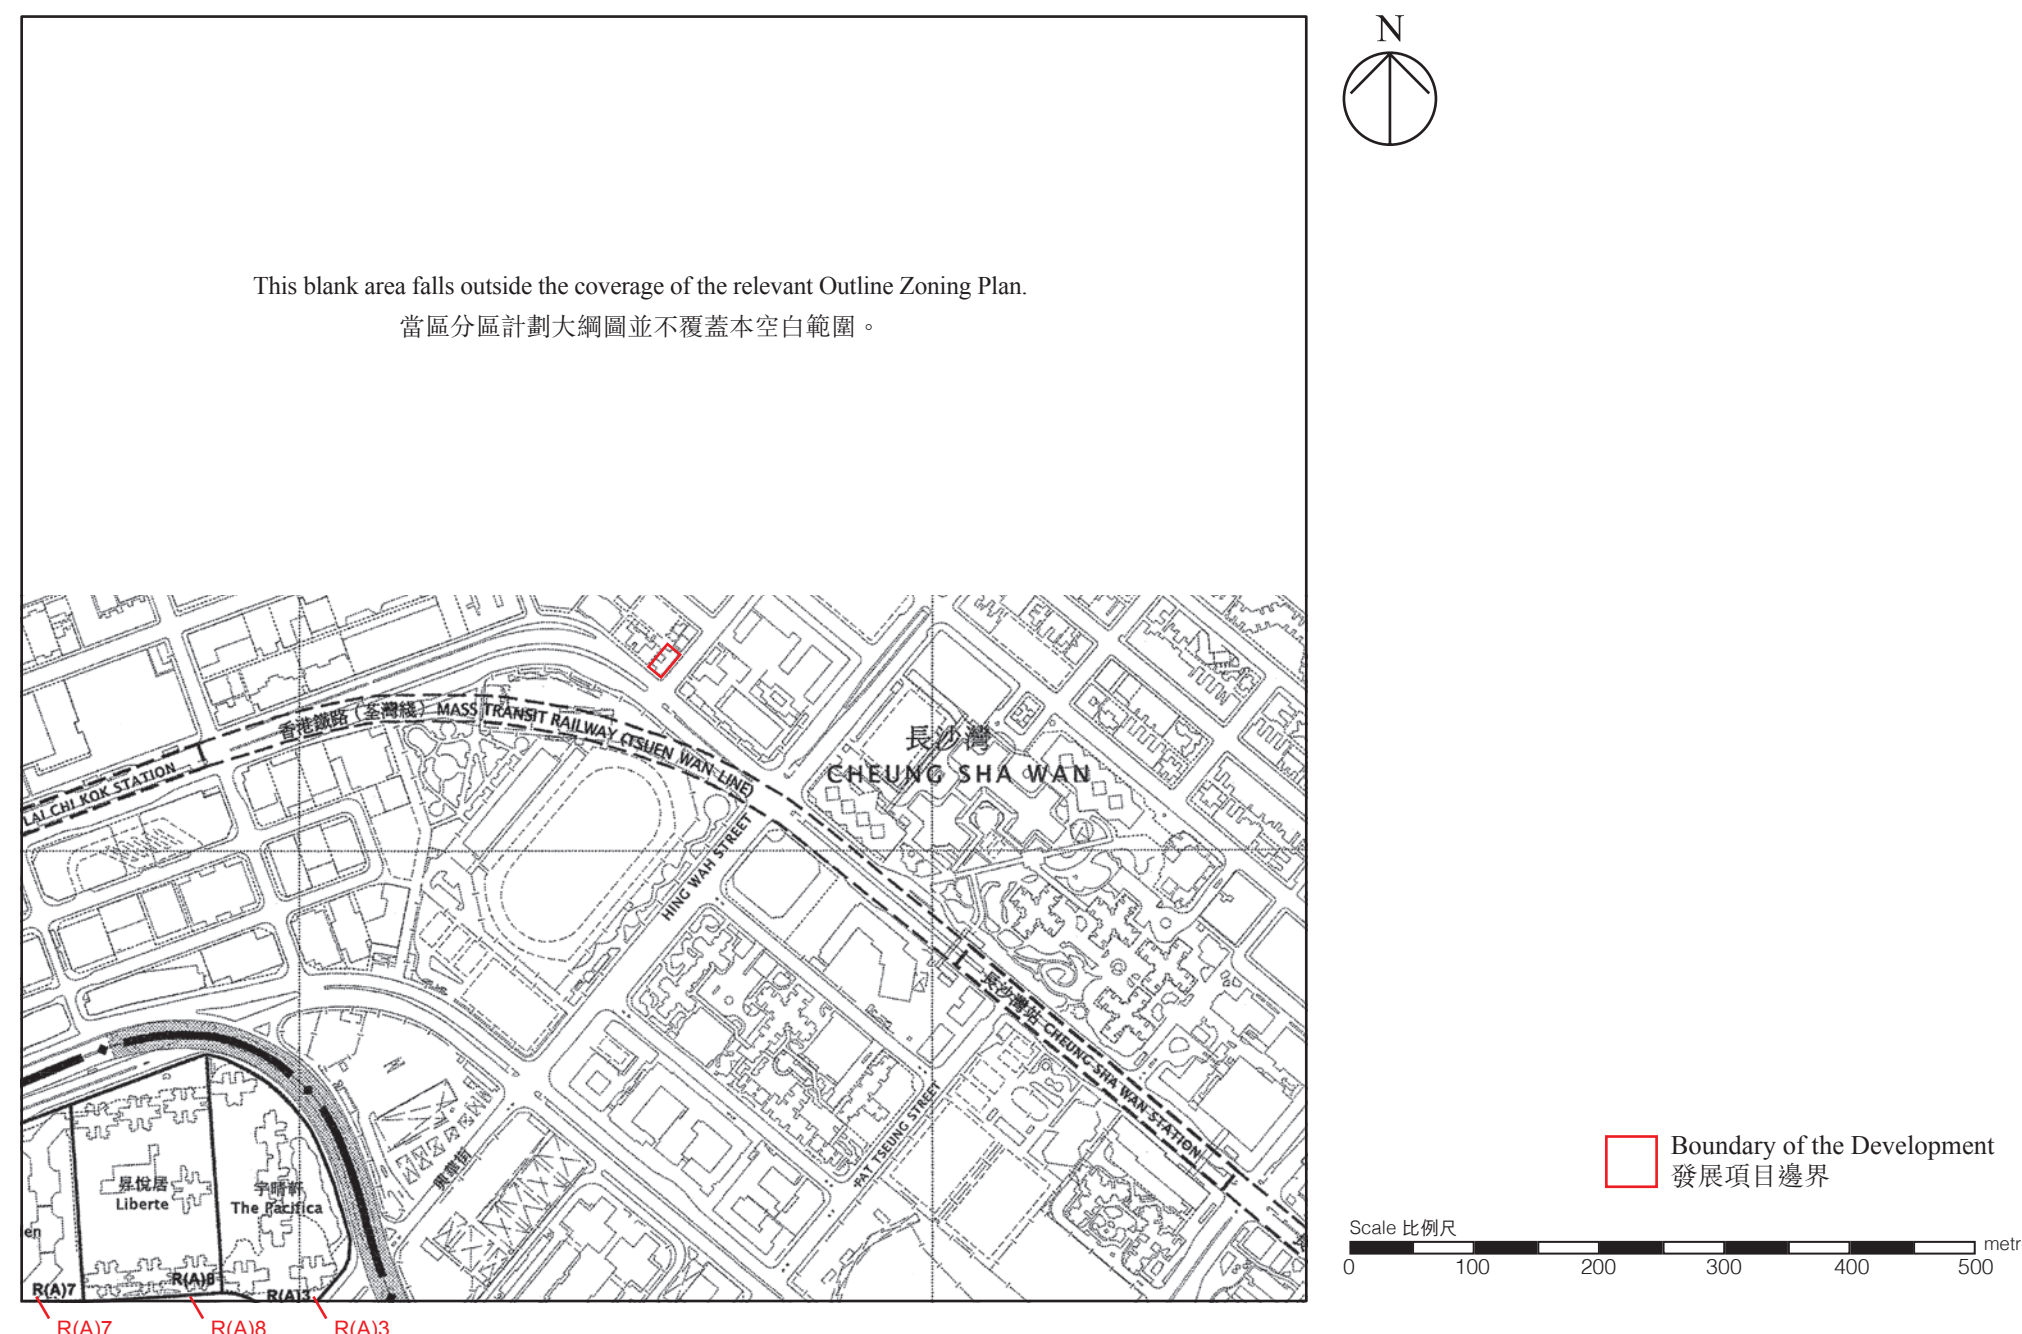 N
This blank area falls outside the coverage of the relevant Outline Zoning Plan.
當區分區計劃大綱圖並不覆蓋本空白範圍。
香港鐵路（荃灣綫）MASS TRANSIT RAILWAY (TSUEN WAN LINE)
長沙灣
CHEUNG SHA WAN
LAI CHI KOK STATION
HING WAH STREET
長沙灣站 CHEUNG SHA WAN STATION
PAT TSEUNG STREET
興華街
昇悅居
Liberte
宇晴軒
The Pacifica
en
R(A)7
R(A)8
R(A)3
R(A)7
R(A)8
R(A)3
Boundary of the Development
發展項目邊界
Scale 比例尺
metr
0 100 200 300 400 500